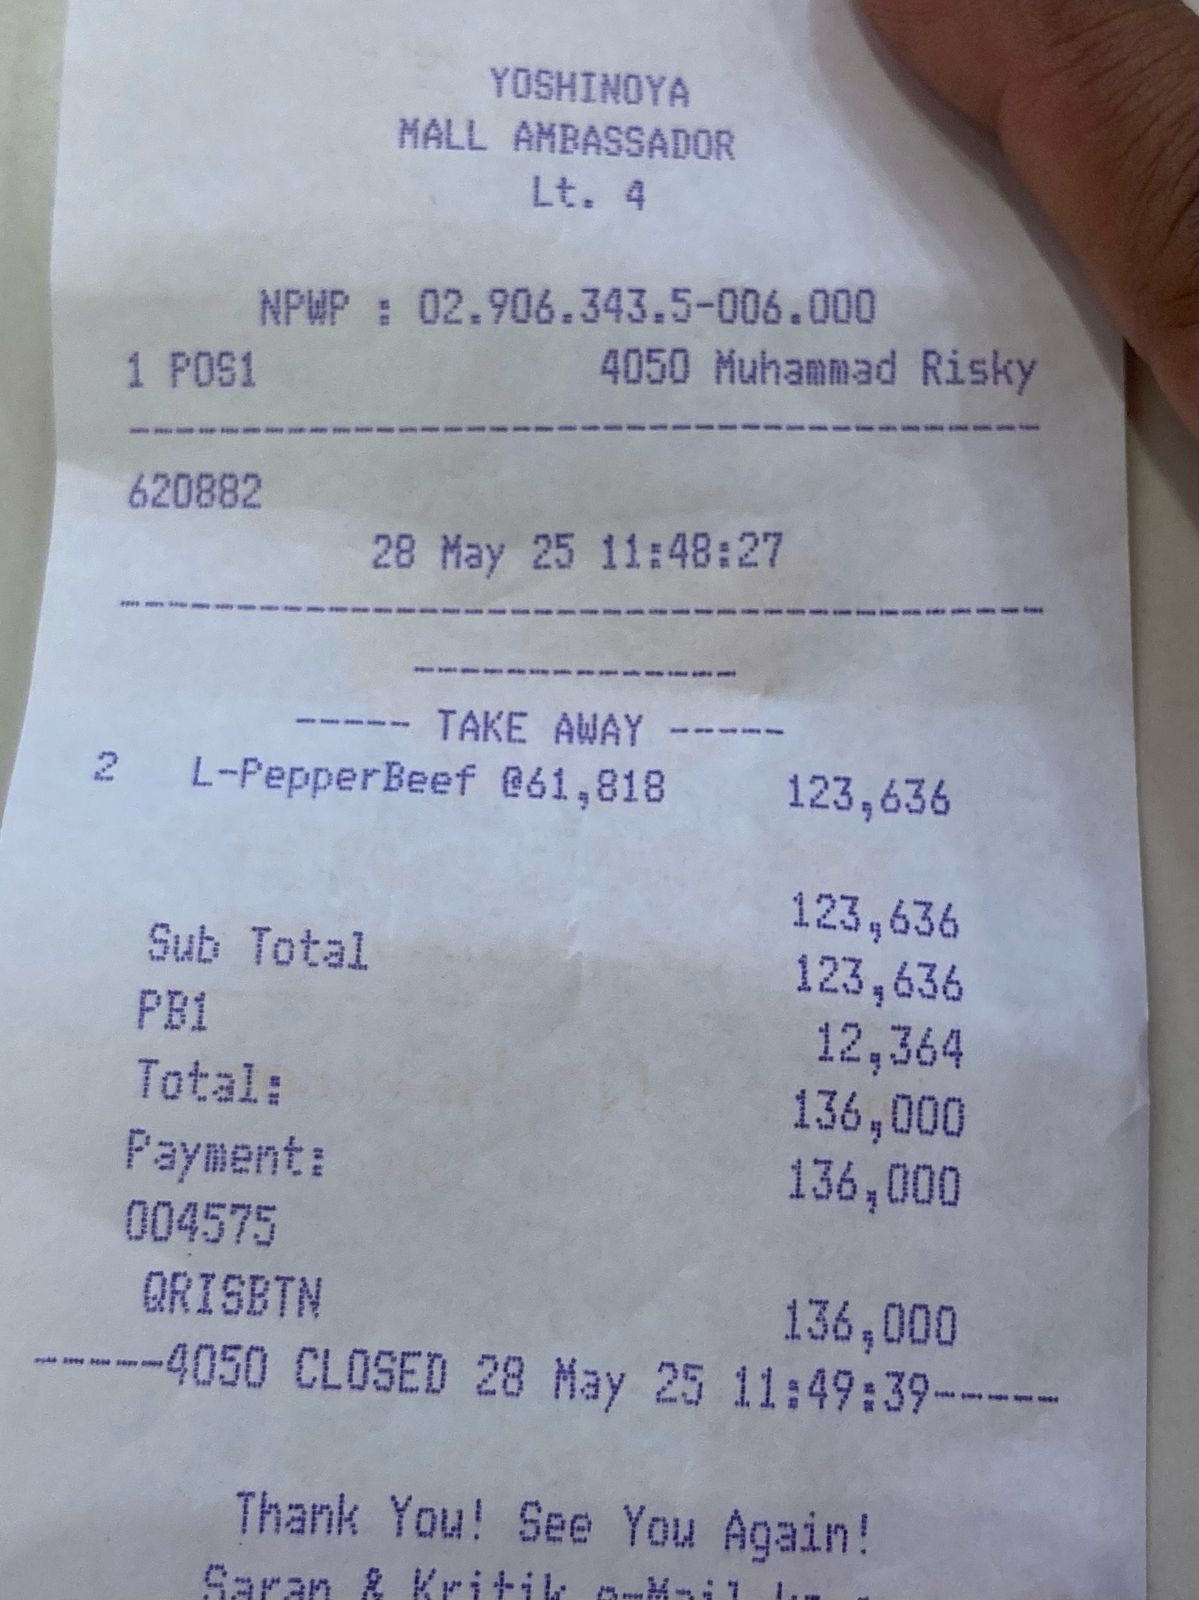 YOSHINOYA
MALL AMBASSADOR
Lt. 4
NPWP : 02.906.343.5-006.000
1 POS1 4050 Muhammad Risky
----------------------------------------
620882
28 May 25 11:48:27
----------------------------------------
--------------
----- TAKE AWAY -----
2 L-PepperBeef @61,818 123,636
123,636
Sub Total 123,636
PB1 12,364
Total: 136,000
Payment: 136,000
004575
QRISBTN 136,000
-----4050 CLOSED 28 May 25 11:49:39-----
Thank You! See You Again!
Saran & Kritik e-Mail